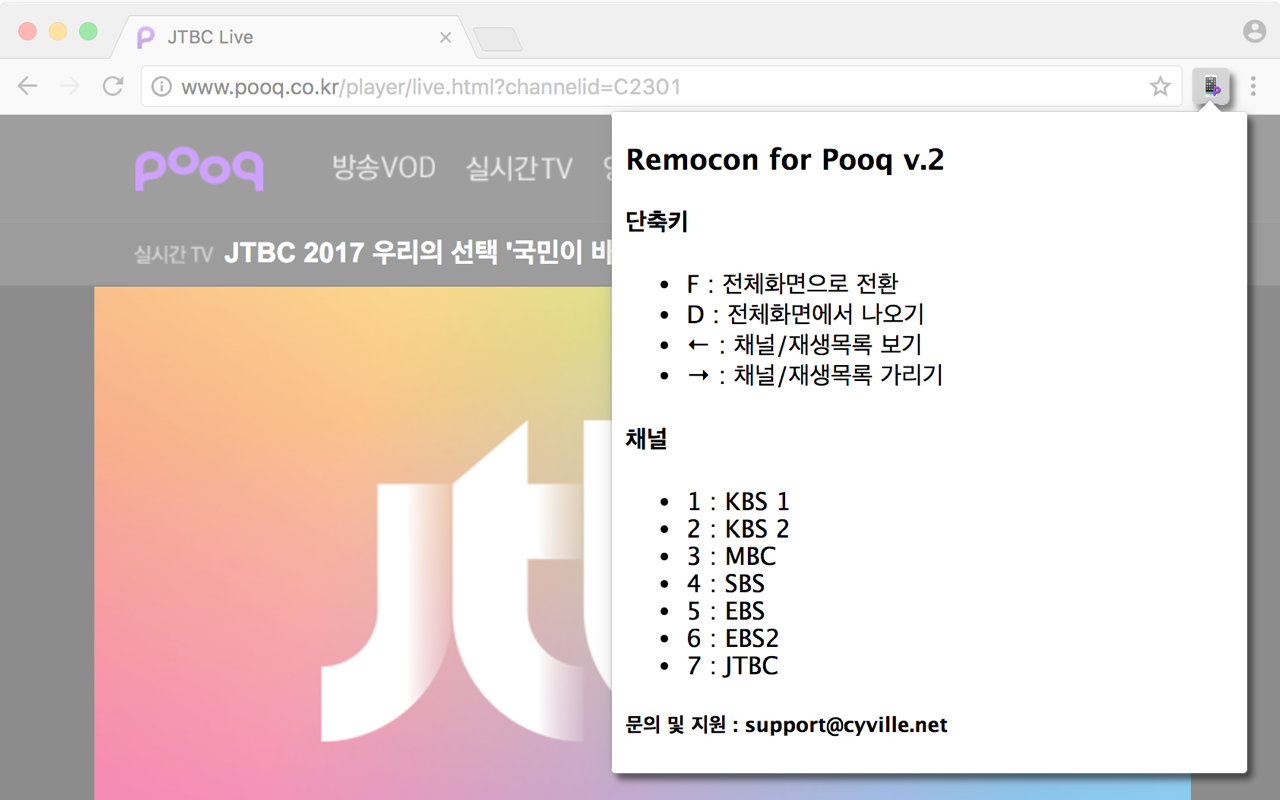 JTBC Live
www.pooq.co.kr/player/live.html?channelid=C2301
pooq 방송VOD 실시간TV
실시간 TV JTBC 2017 우리의 선택 '국민이
jt
Remocon for Pooq v.2
단축키
• F : 전체화면으로 전환
• D : 전체화면에서 나오기
• ← : 채널/재생목록 보기
• → : 채널/재생목록 가리기
채널
• 1 : KBS 1
• 2 : KBS 2
• 3 : MBC
• 4 : SBS
• 5 : EBS
• 6 : EBS2
• 7 : JTBC
문의 및 지원 : support@cyville.net